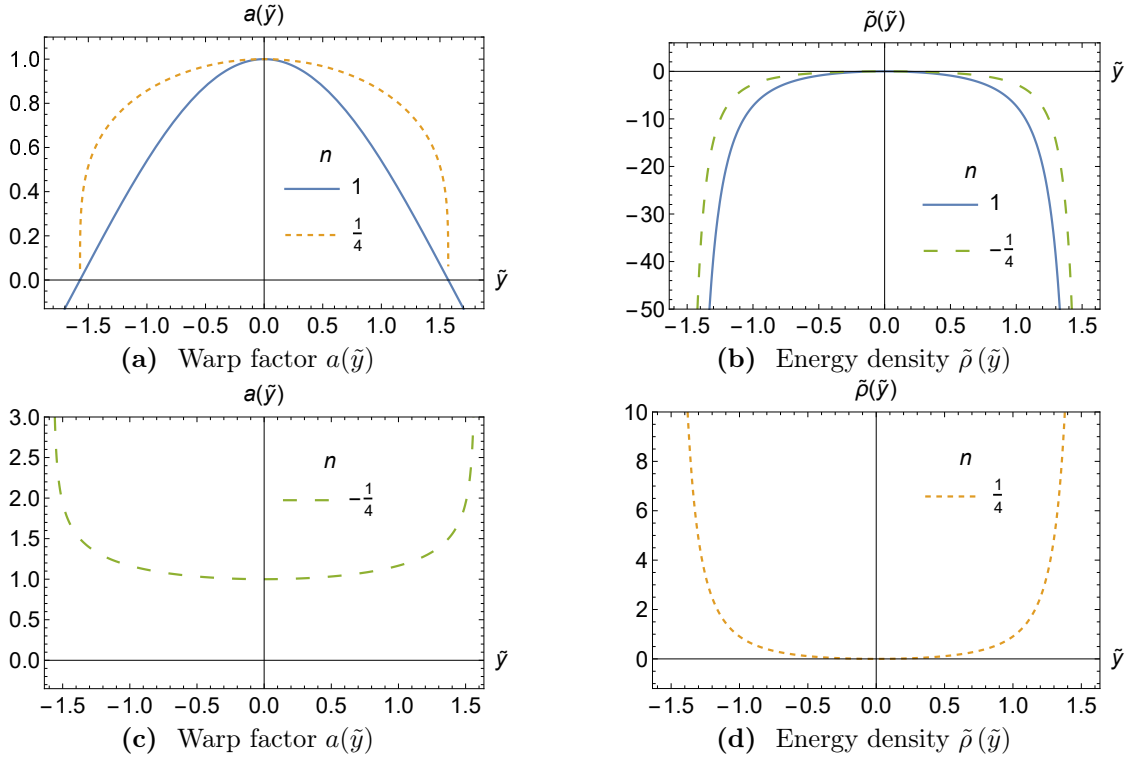 a(ỹ)
1.0
0.8
0.6
0.4
0.2
0.0
n
1
1/4
ỹ
−1.5 −1.0 −0.5 0.0 0.5 1.0 1.5
(a) Warp factor a(ỹ)
ρ̃(ỹ)
0
−10
−20
−30
−40
−50
n
1
−1/4
ỹ
−1.5 −1.0 −0.5 0.0 0.5 1.0 1.5
(b) Energy density ρ̃(ỹ)
a(ỹ)
3.0
2.5
2.0
1.5
1.0
0.5
0.0
n
−1/4
ỹ
−1.5 −1.0 −0.5 0.0 0.5 1.0 1.5
(c) Warp factor a(ỹ)
ρ̃(ỹ)
10
8
6
4
2
0
n
1/4
ỹ
−1.5 −1.0 −0.5 0.0 0.5 1.0 1.5
(d) Energy density ρ̃(ỹ)